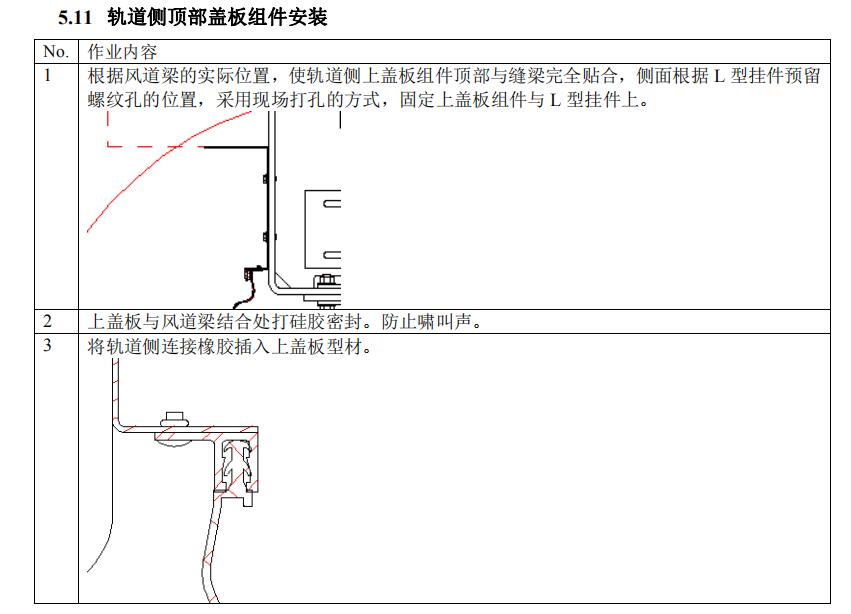 5.11 轨道侧顶部盖板组件安装
No. 作业内容
1 根据风道梁的实际位置，使轨道侧上盖板组件顶部与缝梁完全贴合，侧面根据 L 型挂件预留
螺纹孔的位置，采用现场打孔的方式，固定上盖板组件与 L 型挂件上。
2 上盖板与风道梁结合处打硅胶密封。防止啸叫声。
3 将轨道侧连接橡胶插入上盖板型材。